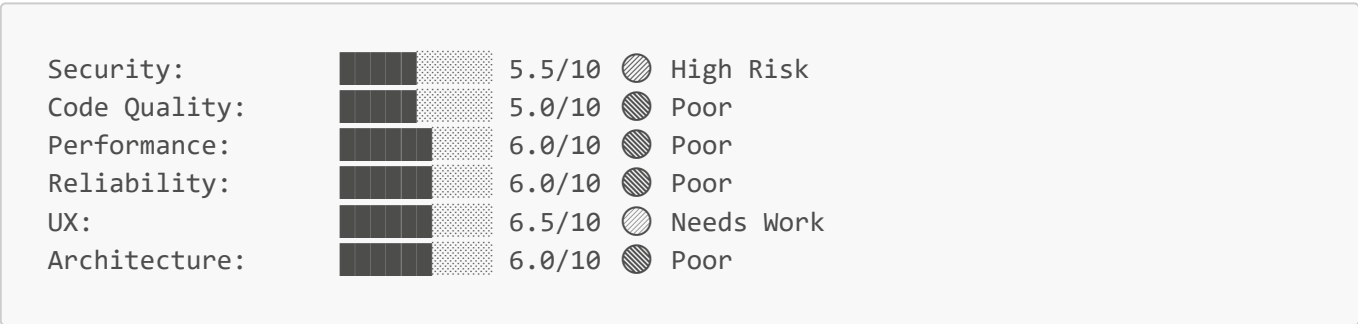 Security: █████░░░░░ 5.5/10 High Risk
Code Quality: █████░░░░░ 5.0/10 Poor
Performance: ██████░░░░ 6.0/10 Poor
Reliability: ██████░░░░ 6.0/10 Poor
UX: ██████░░░░ 6.5/10 Needs Work
Architecture: ██████░░░░ 6.0/10 Poor